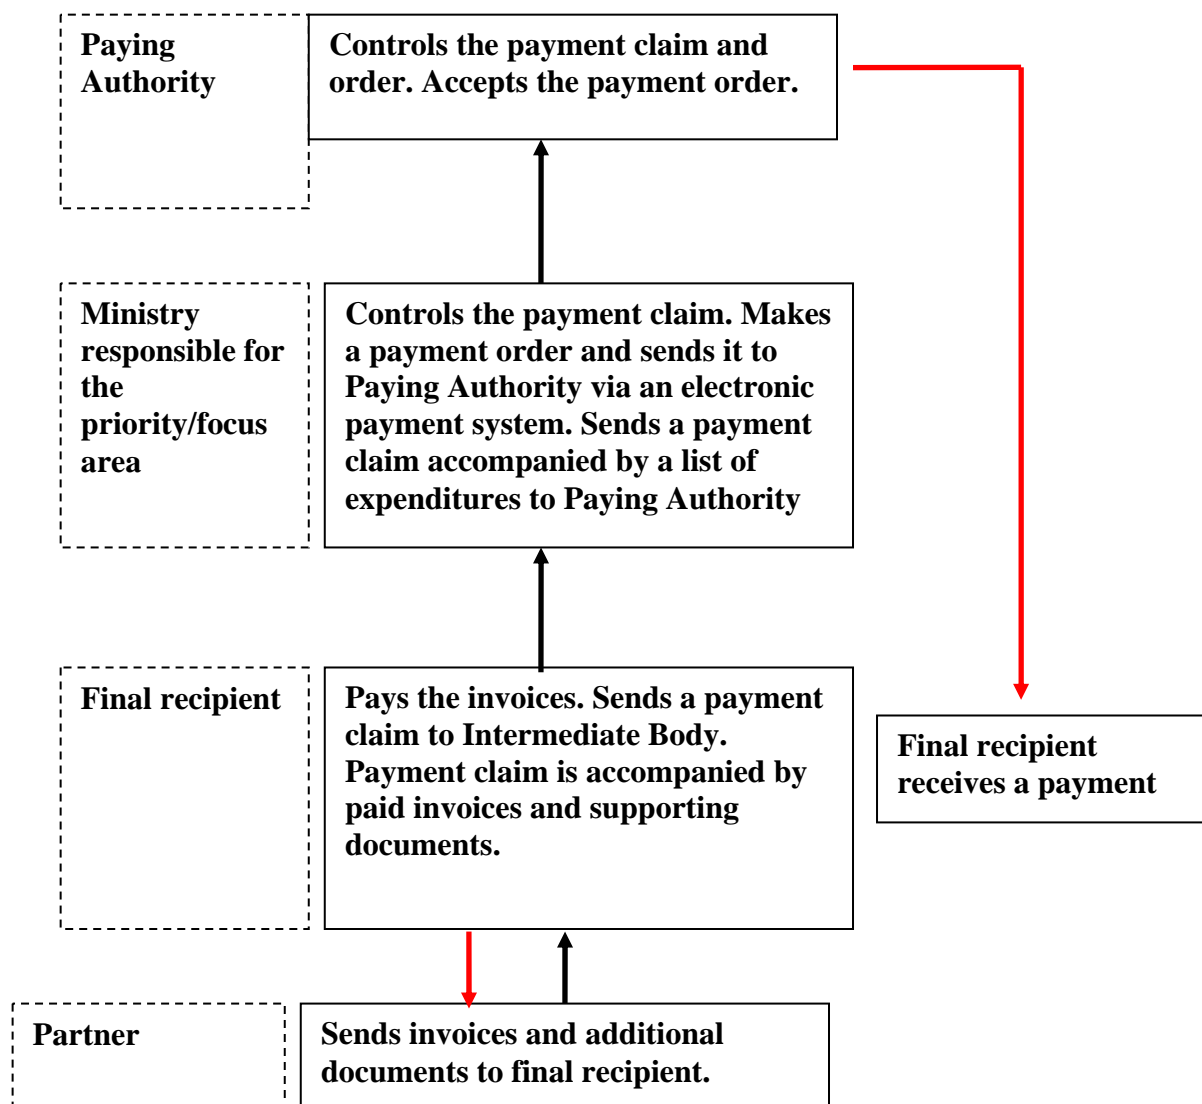 Paying
Authority
Controls the payment claim and
order. Accepts the payment order.
Ministry
responsible for
the
priority/focus
area
Controls the payment claim. Makes
a payment order and sends it to
Paying Authority via an electronic
payment system. Sends a payment
claim accompanied by a list of
expenditures to Paying Authority
Final recipient
Pays the invoices. Sends a payment
claim to Intermediate Body.
Payment claim is accompanied by
paid invoices and supporting
documents.
Final recipient
receives a payment
Partner
Sends invoices and additional
documents to final recipient.